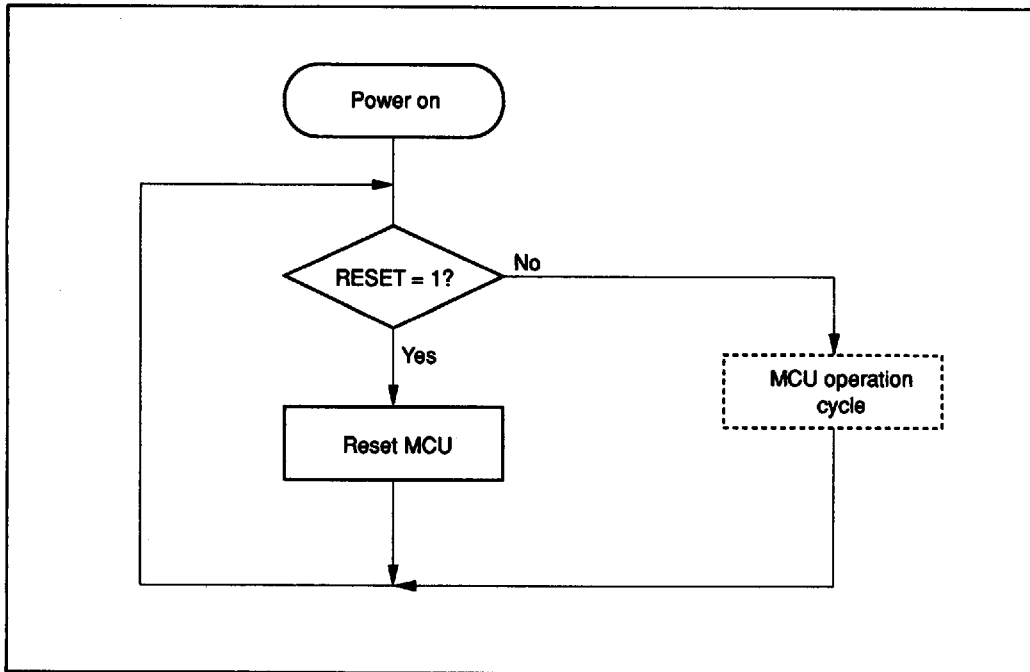 Power on
RESET = 1?
No
Yes
MCU operation
cycle
Reset MCU